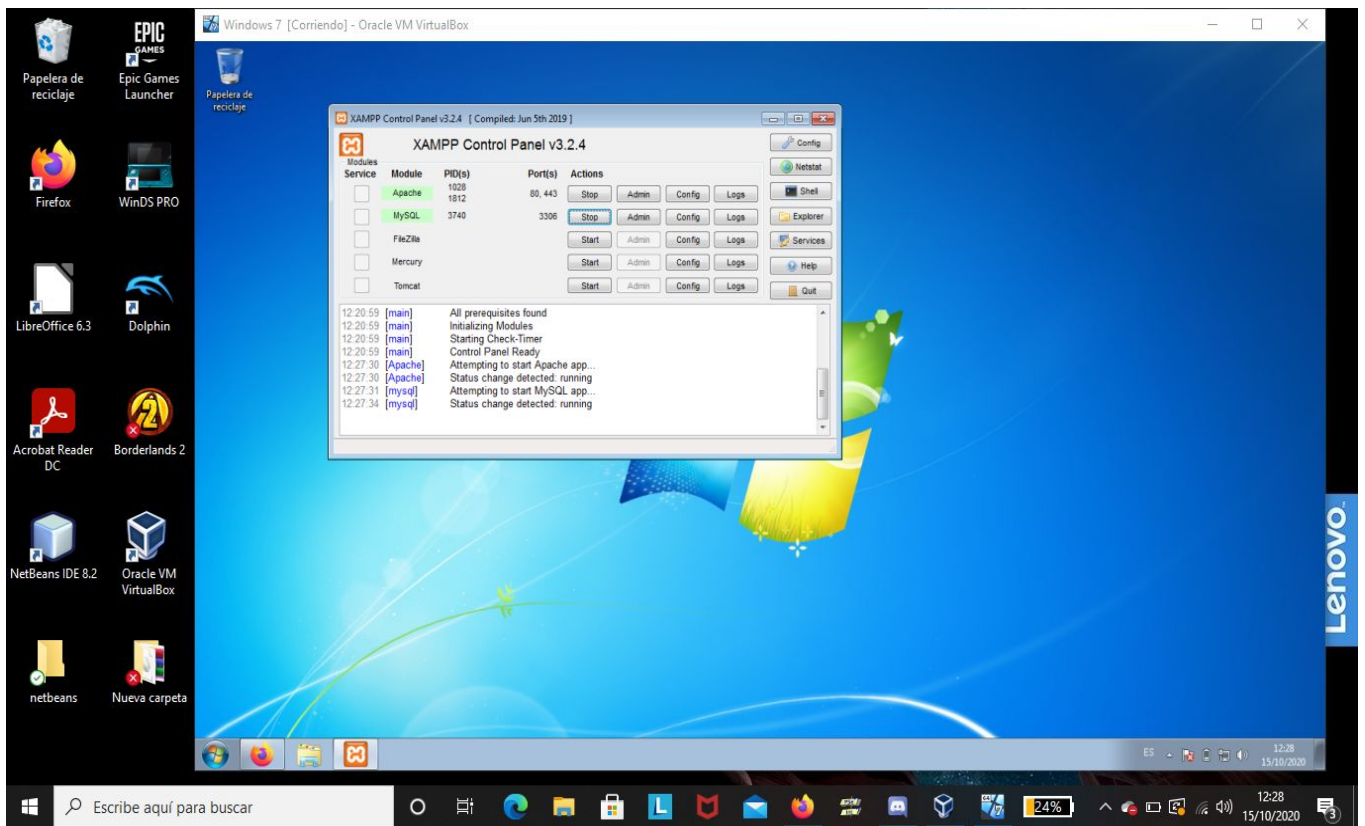 Windows 7 [Corriendo] - Oracle VM VirtualBox
EPIC
GAMES
Papelera de
reciclaje
Epic Games
Launcher
Firefox
WinDS PRO
LibreOffice 6.3
Dolphin
Acrobat Reader
DC
Borderlands 2
NetBeans IDE 8.2
Oracle VM
VirtualBox
netbeans
Nueva carpeta
Papelera de
reciclaje
XAMPP Control Panel v3.2.4 [ Compiled: Jun 5th 2019 ]
XAMPP Control Panel v3.2.4
Modules
Service Module PID(s) Port(s) Actions
Apache 1028 1812 80, 443 Stop Admin Config Logs
MySQL 3740 3306 Stop Admin Config Logs
FileZilla Start Admin Config Logs
Mercury Start Admin Config Logs
Tomcat Start Admin Config Logs
Config
Netstat
Shell
Explorer
Services
Help
Quit
12:20:59 [main] All prerequisites found
12:20:59 [main] Initializing Modules
12:20:59 [main] Starting Check-Timer
12:20:59 [main] Control Panel Ready
12:27:30 [Apache] Attempting to start Apache app...
12:27:30 [Apache] Status change detected: running
12:27:31 [mysql] Attempting to start MySQL app...
12:27:34 [mysql] Status change detected: running
Lenovo.
ES
12:28
15/10/2020
Escribe aquí para buscar
L
24%
12:28
15/10/2020
3